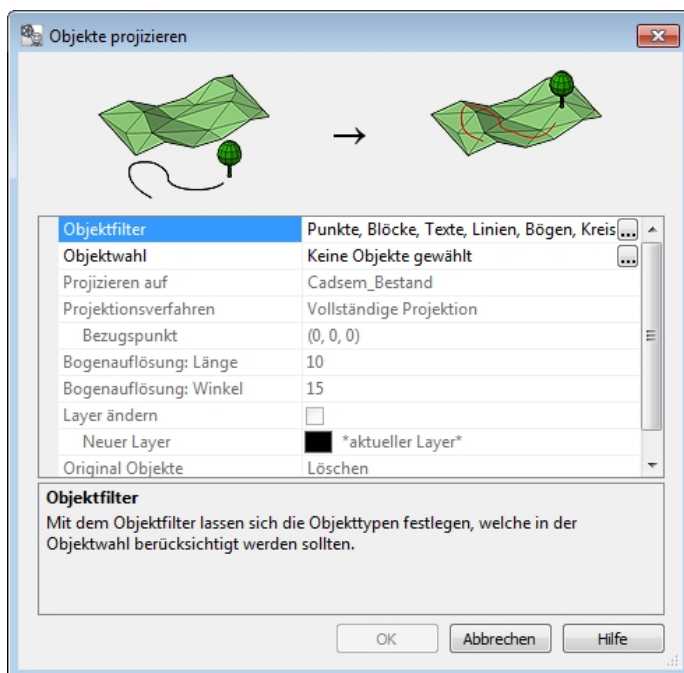 Objekte projizieren
Objektfilter Punkte, Blöcke, Texte, Linien, Bögen, Kreis ...
Objektwahl Keine Objekte gewählt ...
Projizieren auf Cadsem_Bestand
Projektionsverfahren Vollständige Projektion
Bezugspunkt (0, 0, 0)
Bogenauflösung: Länge 10
Bogenauflösung: Winkel 15
Layer ändern
Neuer Layer *aktueller Layer*
Original Objekte Löschen
Objektfilter
Mit dem Objektfilter lassen sich die Objekttypen festlegen, welche in der
Objektwahl berücksichtigt werden sollten.
OK Abbrechen Hilfe